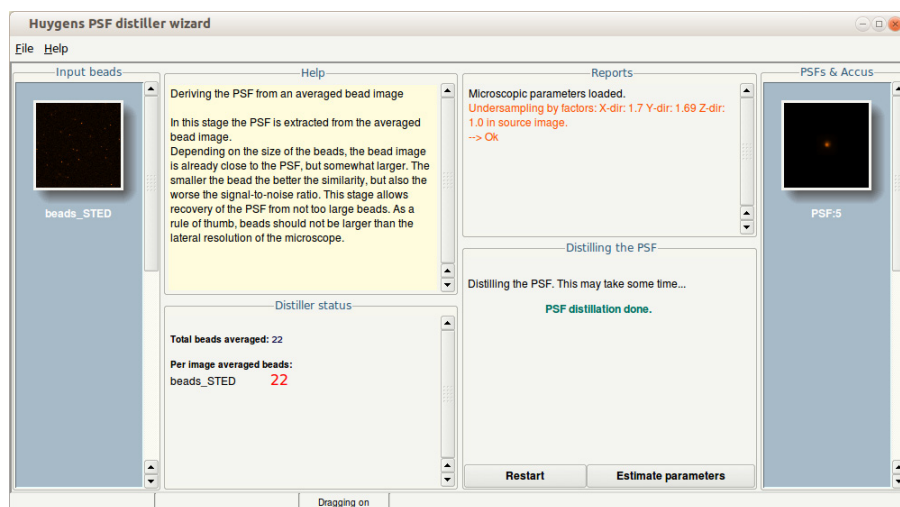 Huygens PSF distiller wizard
File Help
Input beads
beads_STED
Help
Deriving the PSF from an averaged bead image
In this stage the PSF is extracted from the averaged
bead image.
Depending on the size of the beads, the bead image
is already close to the PSF, but somewhat larger. The
smaller the bead the better the similarity, but also the
worse the signal-to-noise ratio. This stage allows
recovery of the PSF from not too large beads. As a
rule of thumb, beads should not be larger than the
lateral resolution of the microscope.
Distiller status
Total beads averaged: 22
Per image averaged beads:
beads_STED 22
Reports
Microscopic parameters loaded.
Undersampling by factors: X-dir: 1.7 Y-dir: 1.69 Z-dir:
1.0 in source image.
--> Ok
Distilling the PSF
Distilling the PSF. This may take some time...
PSF distillation done.
Restart Estimate parameters
PSFs & Accus
PSF:5
Dragging on